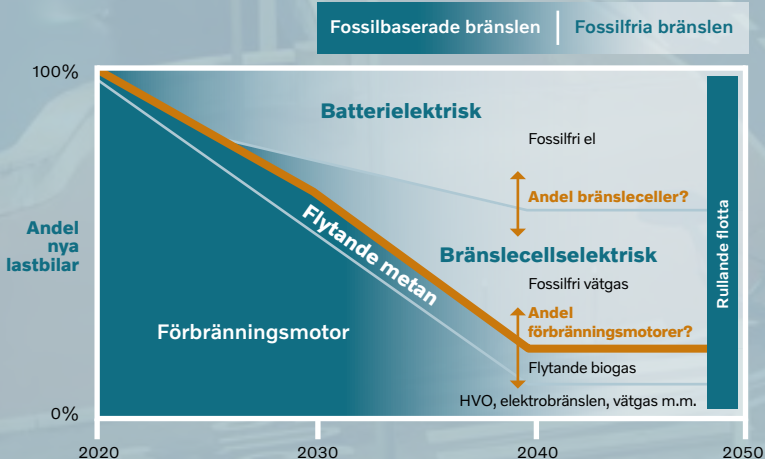 Fossilbaserade bränslen | Fossilfria bränslen
100%
Batterielektrisk
Fossilfri el
Andel bränsleceller?
Andel
nya
lastbilar
Flytande metan
Bränslecellselektrisk
Fossilfri vätgas
Rullande flotta
Andel
förbränningsmotorer?
Förbränningsmotor
Flytande biogas
HVO, elektrobränslen, vätgas m.m.
0%
2020
2030
2040
2050